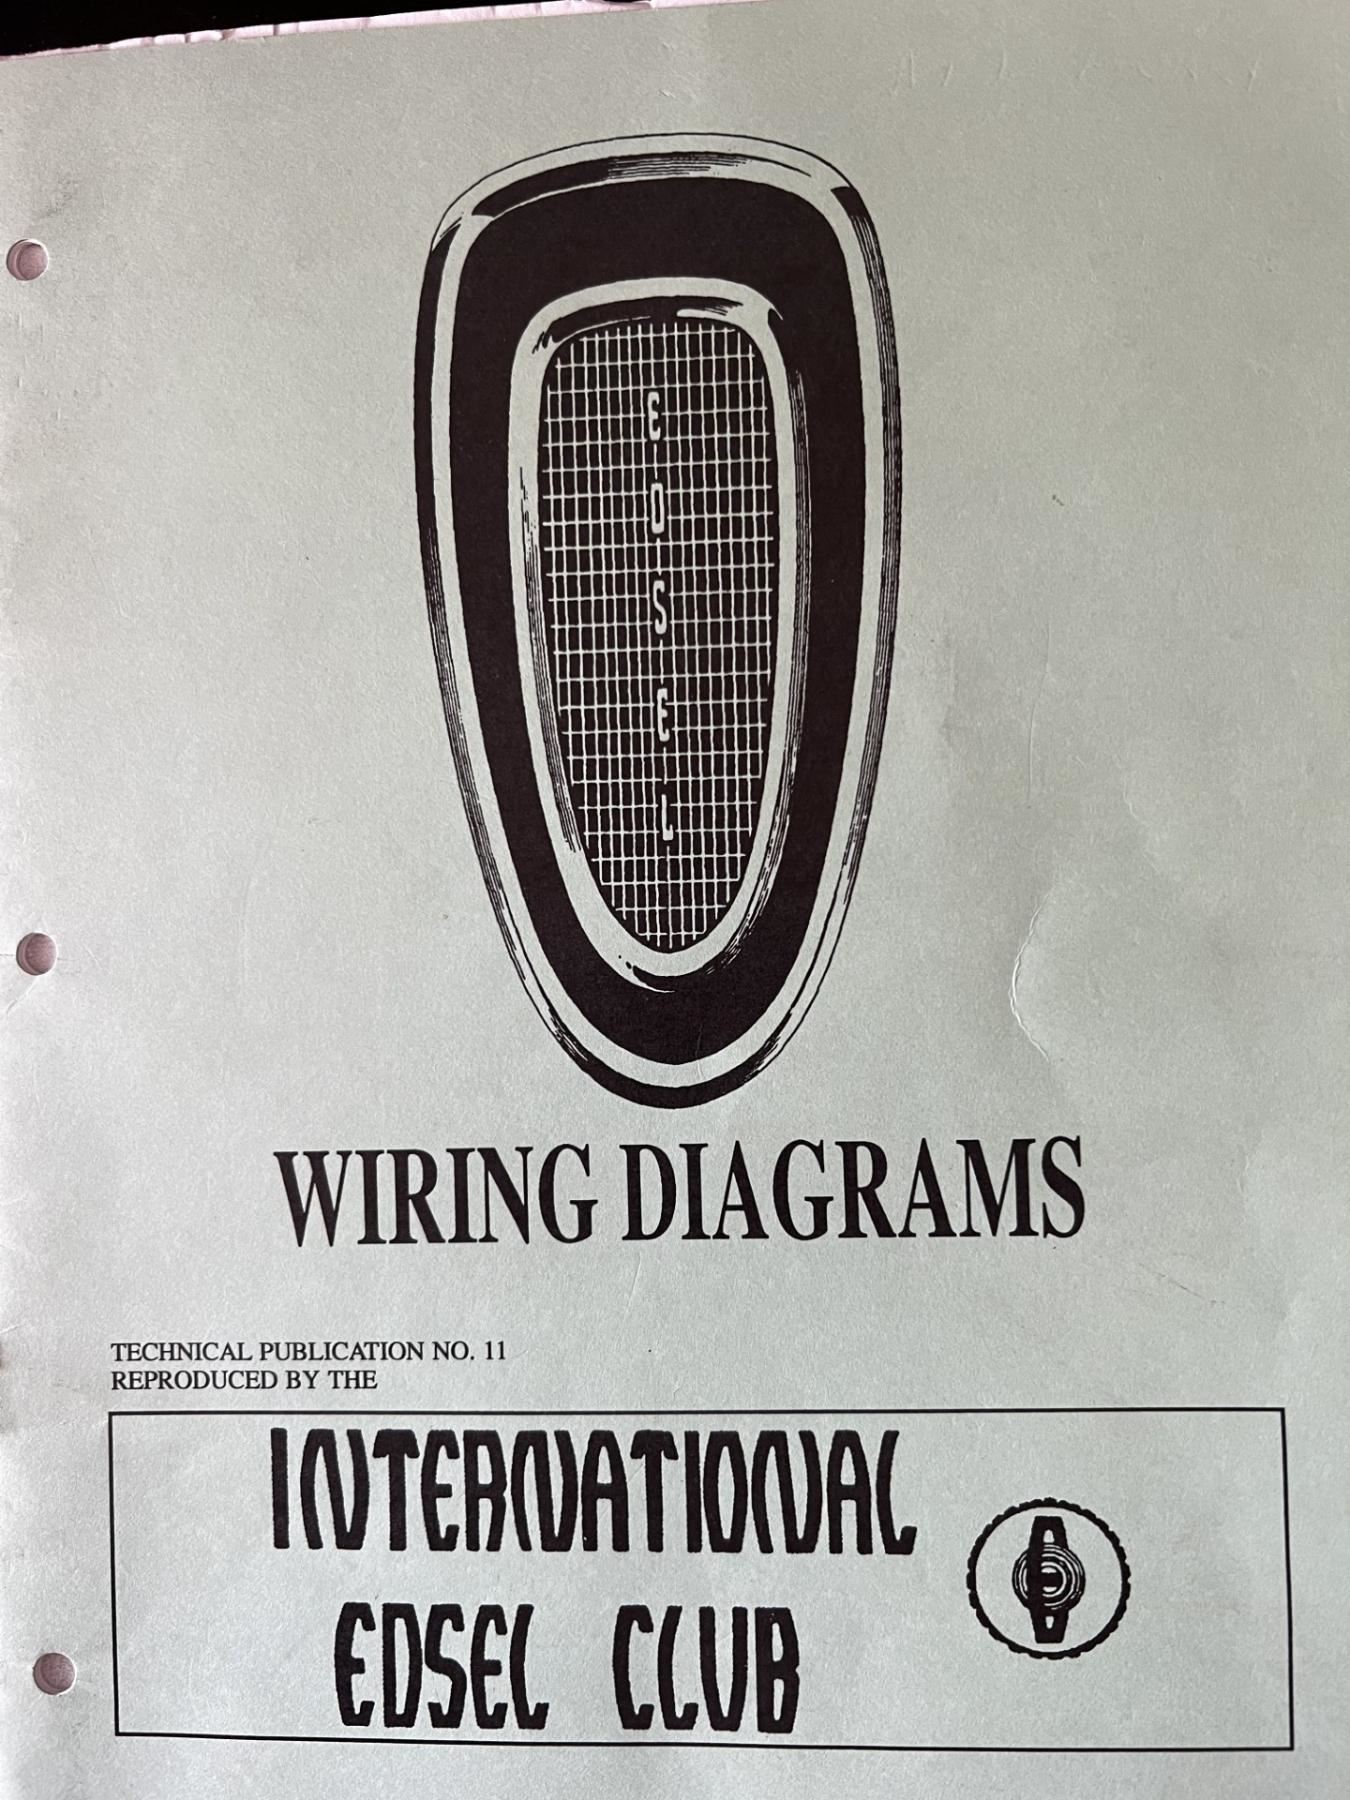 EDSEL
WIRING DIAGRAMS
TECHNICAL PUBLICATION NO. 11
REPRODUCED BY THE
INTERNATIONAL
EDSEL CLUB